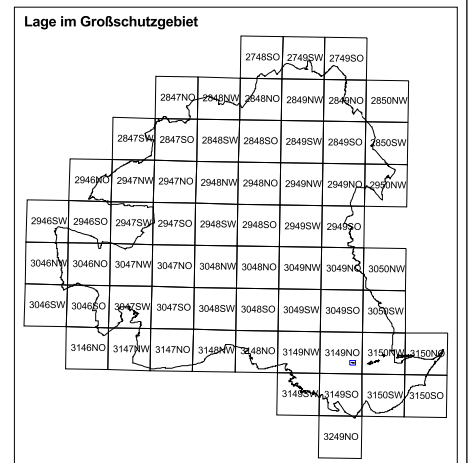 Lage im Großschutzgebiet
2748SO 2749SW 2749SO
2847NO 2848NW 2848NO 2849NW 2849NO 2850NW
2847SW 2847SO 2848SW 2848SO 2849SW 2849SO 2850SW
2946NO 2947NW 2947NO 2948NW 2948NO 2949NW 2949NO 2950NW
2946SW 2946SO 2947SW 2947SO 2948SW 2948SO 2949SW 2949SO
3046NW 3046NO 3047NW 3047NO 3048NW 3048NO 3049NW 3049NO 3050NW
3046SW 3046SO 3047SW 3047SO 3048SW 3048SO 3049SW 3049SO 3050SW
3146NO 3147NW 3147NO 3148NW 3148NO 3149NW 3149NO 3150NW 3150NO
3149SW 3149SO 3150SW 3150SO
3249NO